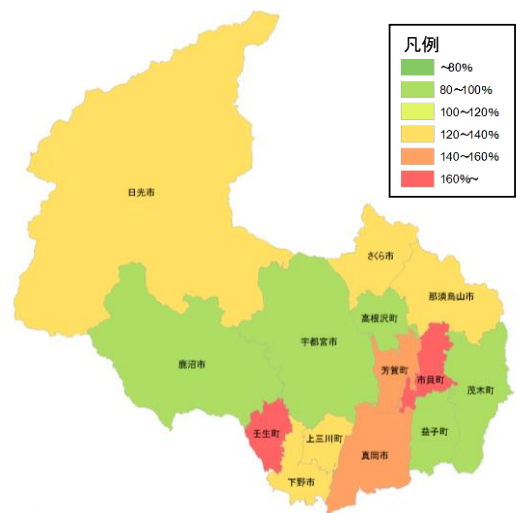 凡例
~80%
80~100%
100~120%
120~140%
140~160%
160%~
日光市
さくら市
那須烏山市
高根沢町
宇都宮市
鹿沼市
芳賀町
市貝町
茂木町
壬生町
上三川町
益子町
真岡市
下野市